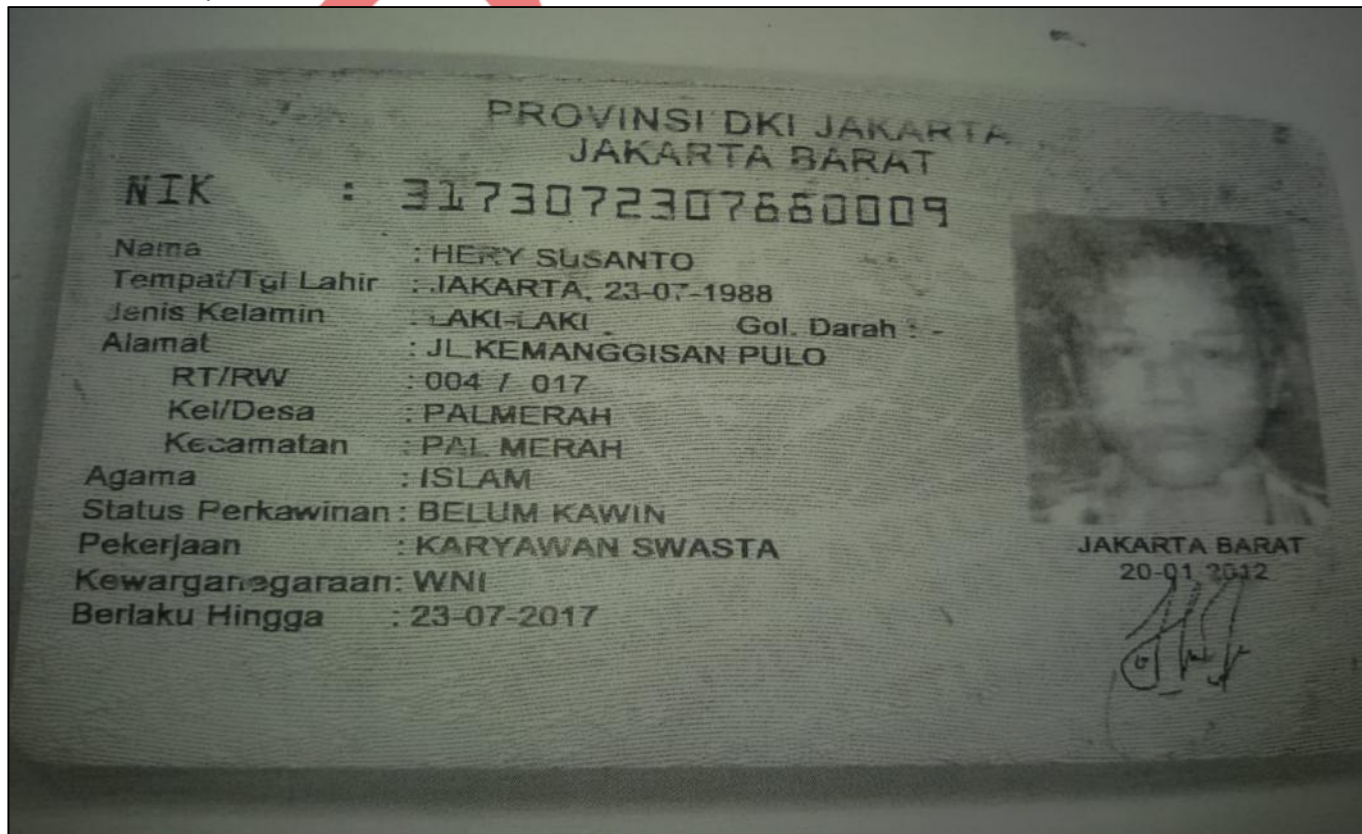 PROVINSI DKI JAKARTA
JAKARTA BARAT
NIK : 3173072307660009
Nama : HERY SUSANTO
Tempat/Tgl Lahir : JAKARTA, 23-07-1988
Jenis Kelamin : LAKI-LAKI Gol. Darah : -
Alamat : JL KEMANGGISAN PULO
RT/RW : 004 / 017
Kel/Desa : PALMERAH
Kecamatan : PAL MERAH
Agama : ISLAM
Status Perkawinan : BELUM KAWIN
Pekerjaan : KARYAWAN SWASTA
Kewarganegaraan : WNI
Berlaku Hingga : 23-07-2017
JAKARTA BARAT
20-01-2012